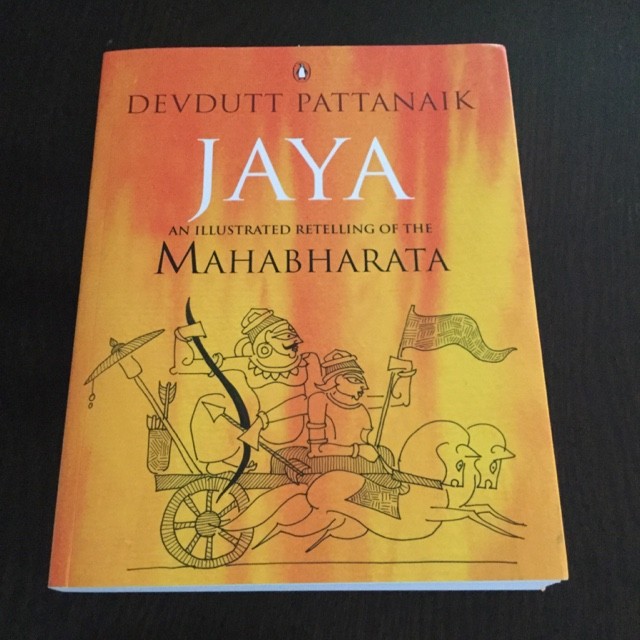 DEVDUTT PATTANAIK
JAYA
AN ILLUSTRATED RETELLING OF THE
MAHABHARATA